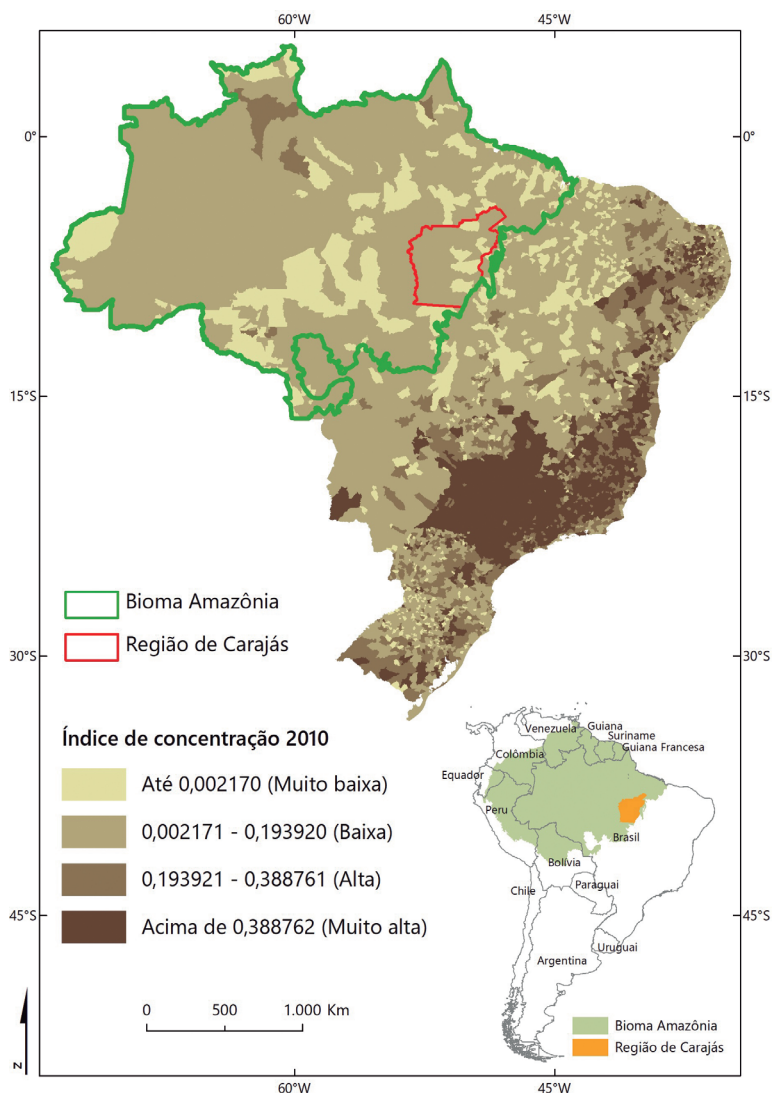 60°W 45°W
0° 0°
15°S 15°S
Bioma Amazônia
Região de Carajás
30°S 30°S
Índice de concentração 2010
Até 0,002170 (Muito baixa)
0,002171 - 0,193920 (Baixa)
0,193921 - 0,388761 (Alta)
Acima de 0,388762 (Muito alta)
Venezuela
Guiana
Suriname
Guiana Francesa
Colômbia
Equador
Peru
Brasil
Bolívia
Chile
Paraguai
Uruguai
Argentina
45°S 45°S
0 500 1.000 Km
Bioma Amazônia
Região de Carajás
N
60°W 45°W